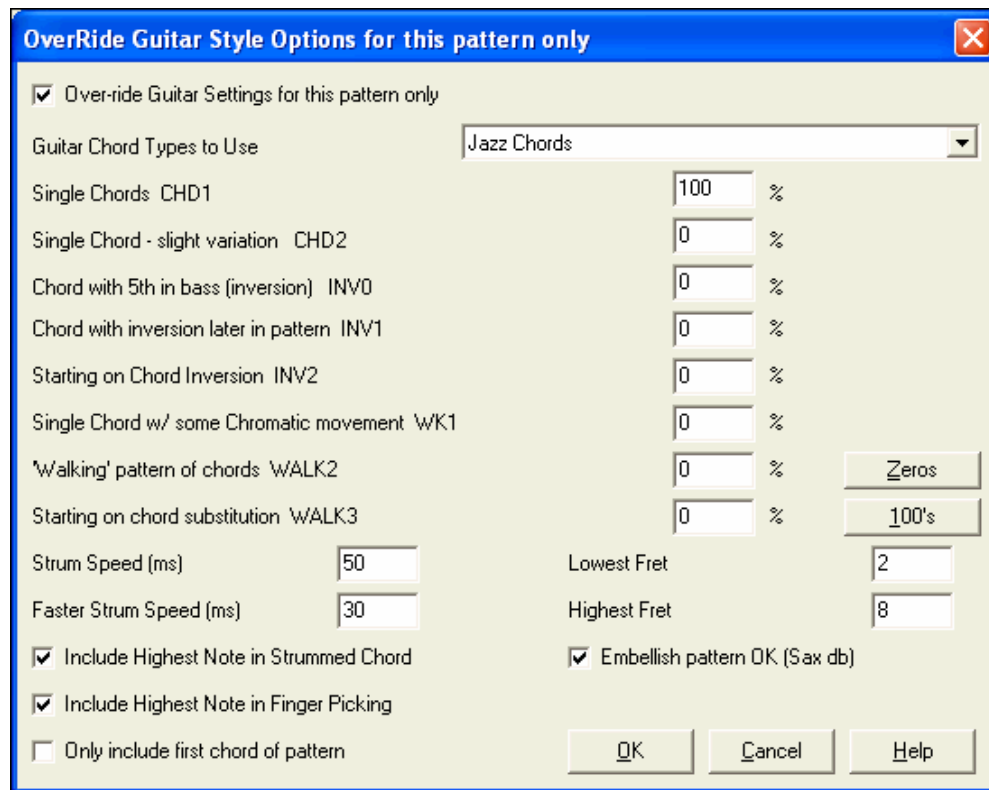 OverRide Guitar Style Options for this pattern only
Over-ride Guitar Settings for this pattern only
Guitar Chord Types to Use Jazz Chords
Single Chords CHD1 100 %
Single Chord - slight variation CHD2 0 %
Chord with 5th in bass (inversion) INV0 0 %
Chord with inversion later in pattern INV1 0 %
Starting on Chord Inversion INV2 0 %
Single Chord w/ some Chromatic movement WK1 0 %
'Walking' pattern of chords WALK2 0 % Zeros
Starting on chord substitution WALK3 0 % 100's
Strum Speed (ms) 50 Lowest Fret 2
Faster Strum Speed (ms) 30 Highest Fret 8
Include Highest Note in Strummed Chord Embellish pattern OK (Sax db)
Include Highest Note in Finger Picking
Only include first chord of pattern OK Cancel Help